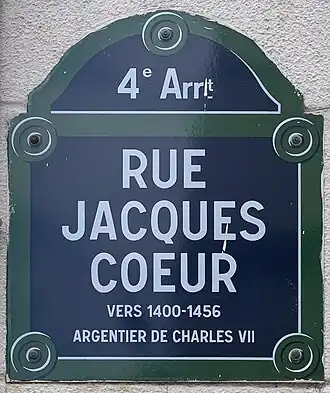 4e Arrt
RUE
JACQUES
COEUR
VERS 1400-1456
ARGENTIER DE CHARLES VII